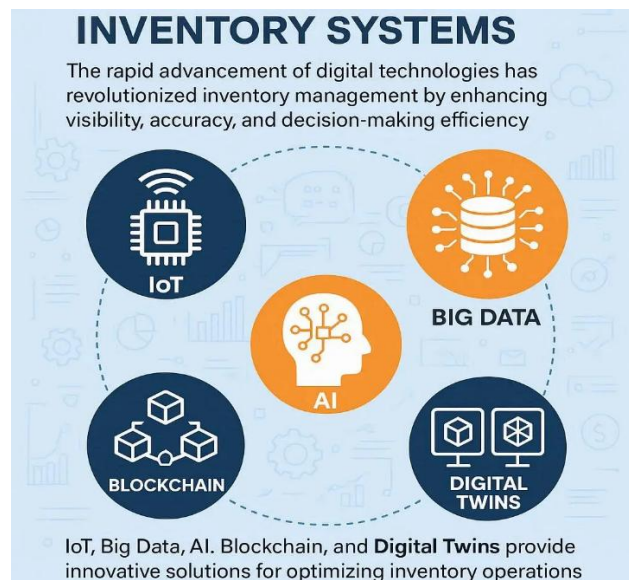 INVENTORY SYSTEMS
The rapid advancement of digital technologies has
revolutionized inventory management by enhancing
visibility, accuracy, and decision-making efficiency
IoT
BIG DATA
AI
BLOCKCHAIN
DIGITAL
TWINS
IoT, Big Data, AI. Blockchain, and Digital Twins provide
innovative solutions for optimizing inventory operations